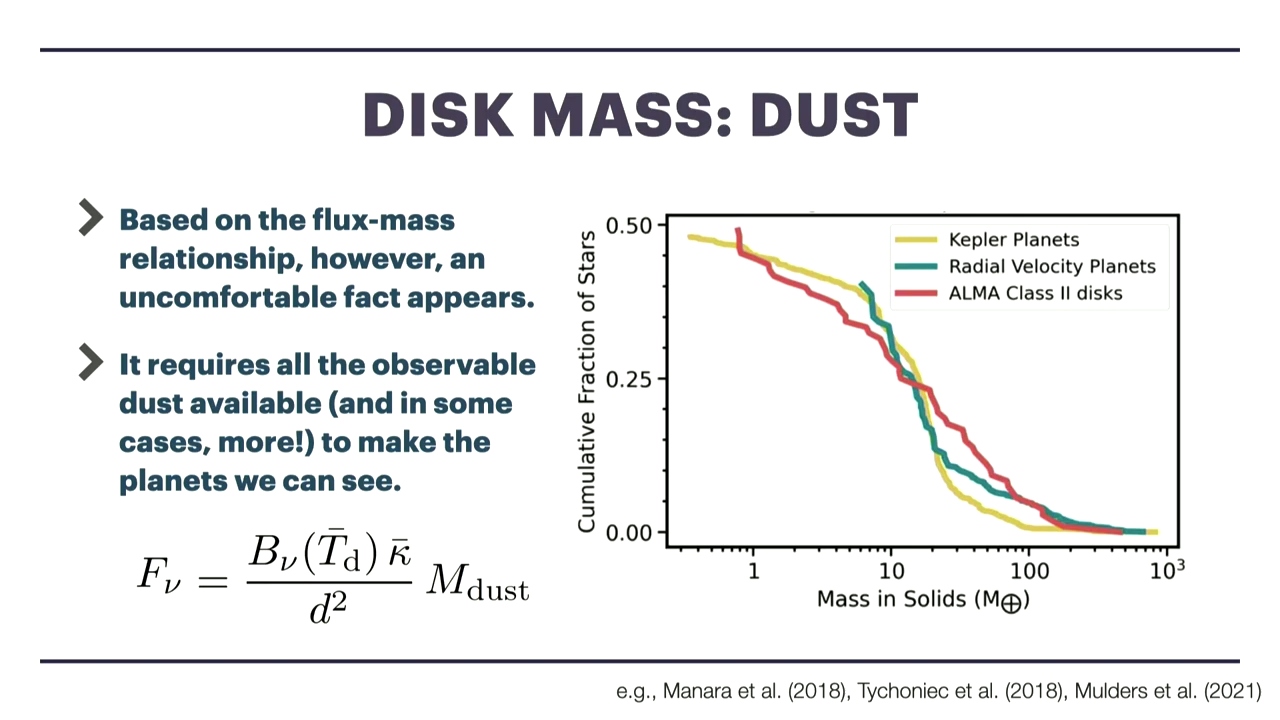 DISK MASS: DUST
Based on the flux-mass
relationship, however, an
uncomfortable fact appears.
It requires all the observable
dust available (and in some
cases, more!) to make the
planets we can see.
F_ν = B_ν(T̄_d) κ̄ / d² M_dust
Cumulative Fraction of Stars
0.50
0.25
0.00
Kepler Planets
Radial Velocity Planets
ALMA Class II disks
1 10 100 10³
Mass in Solids (M⊕)
e.g., Manara et al. (2018), Tychoniec et al. (2018), Mulders et al. (2021)